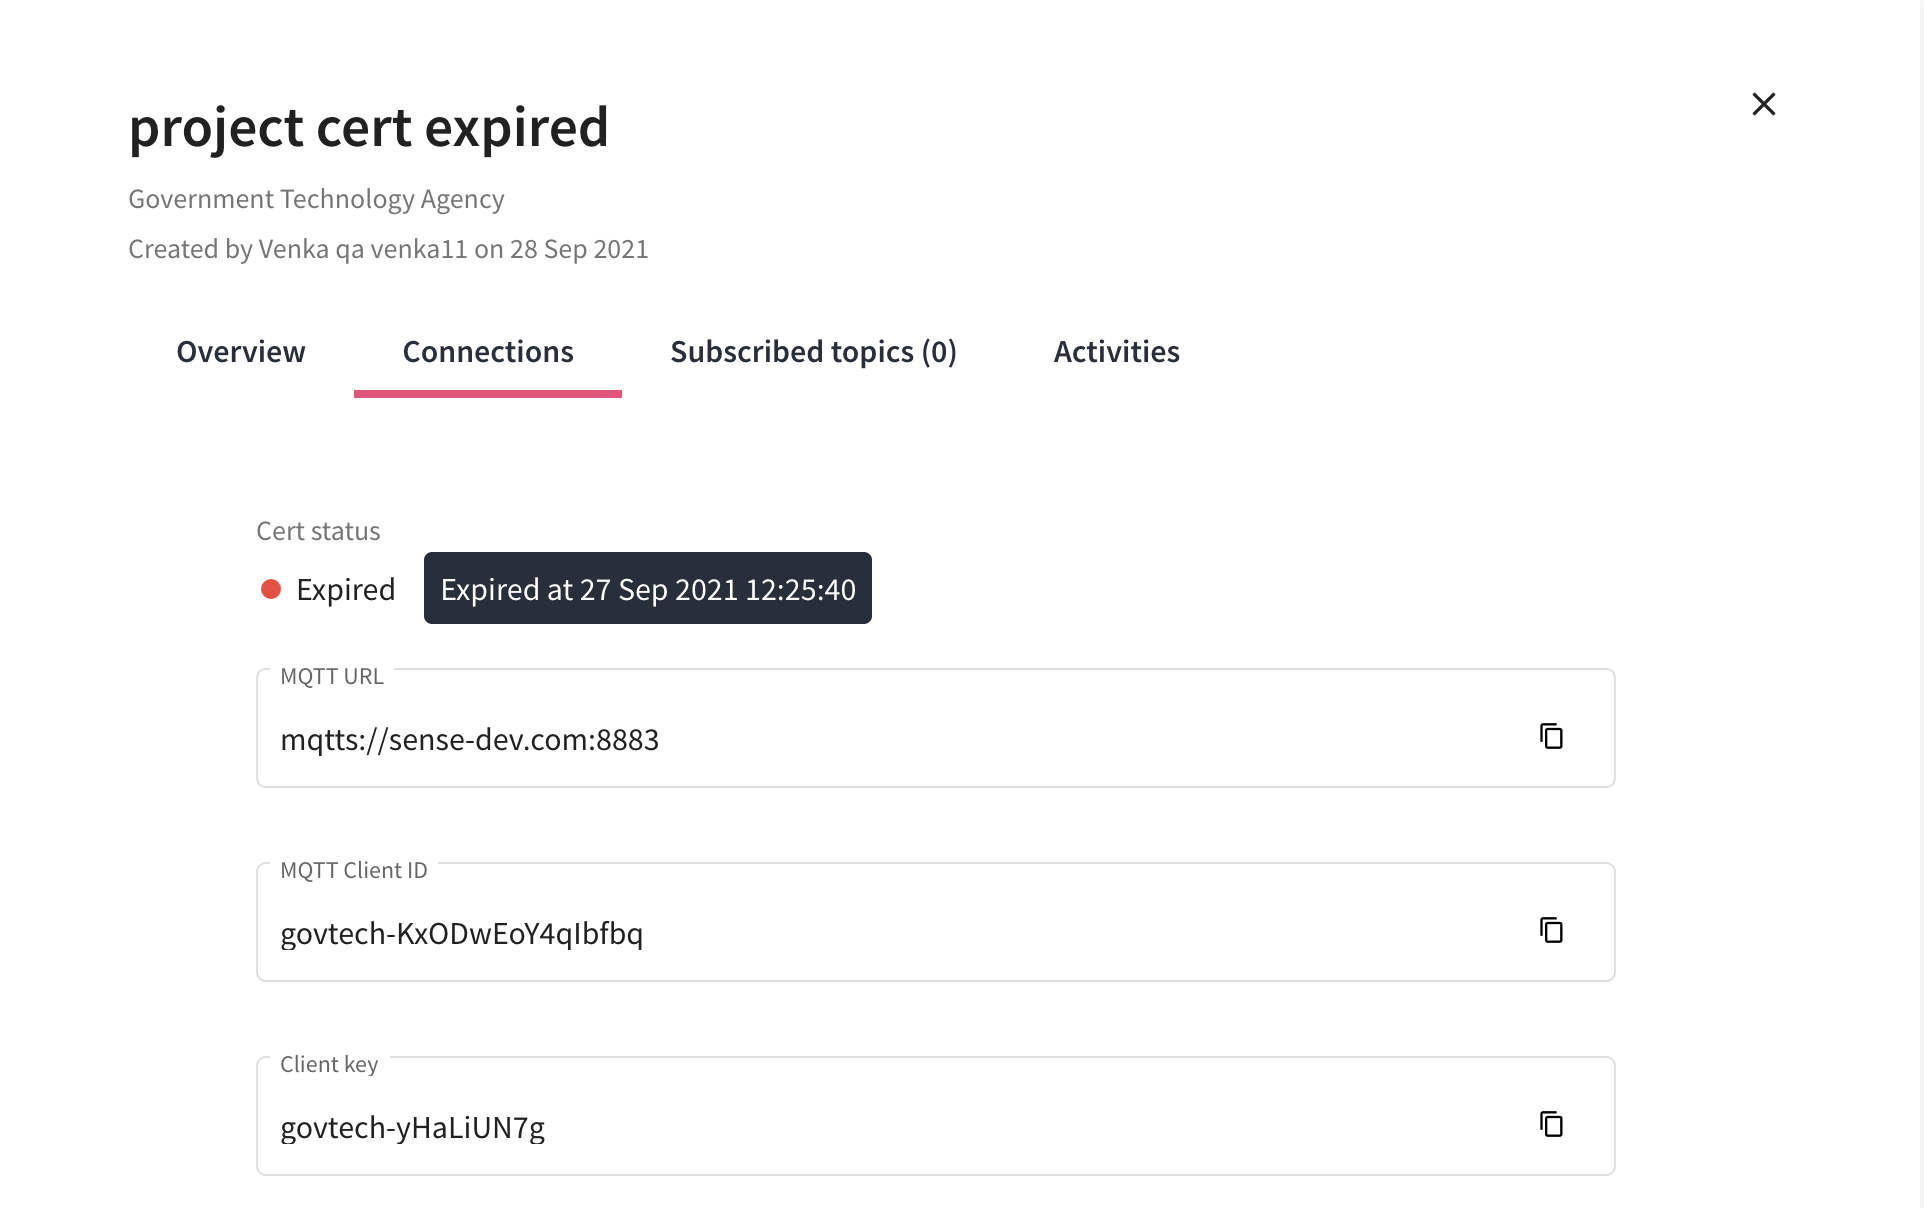 project cert expired
Government Technology Agency
Created by Venka qa venka11 on 28 Sep 2021
Overview Connections Subscribed topics (0) Activities
Cert status
Expired Expired at 27 Sep 2021 12:25:40
MQTT URL
mqtts://sense-dev.com:8883
MQTT Client ID
govtech-KxODwEoY4qIbfbq
Client key
govtech-yHaLiUN7g